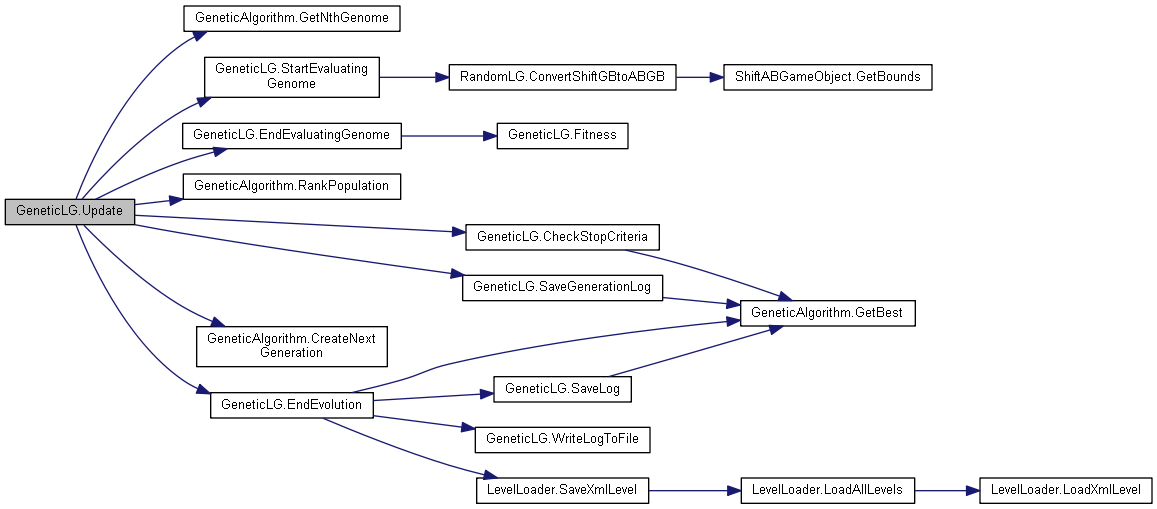 GeneticAlgorithm.GetNthGenome
GeneticLG.StartEvaluating
Genome
RandomLG.ConvertShiftGBtoABGB
ShiftABGameObject.GetBounds
GeneticLG.EndEvaluatingGenome
GeneticLG.Fitness
GeneticAlgorithm.RankPopulation
GeneticLG.Update
GeneticLG.CheckStopCriteria
GeneticLG.SaveGenerationLog
GeneticAlgorithm.GetBest
GeneticAlgorithm.CreateNext
Generation
GeneticLG.SaveLog
GeneticLG.EndEvolution
GeneticLG.WriteLogToFile
LevelLoader.SaveXmlLevel
LevelLoader.LoadAllLevels
LevelLoader.LoadXmlLevel